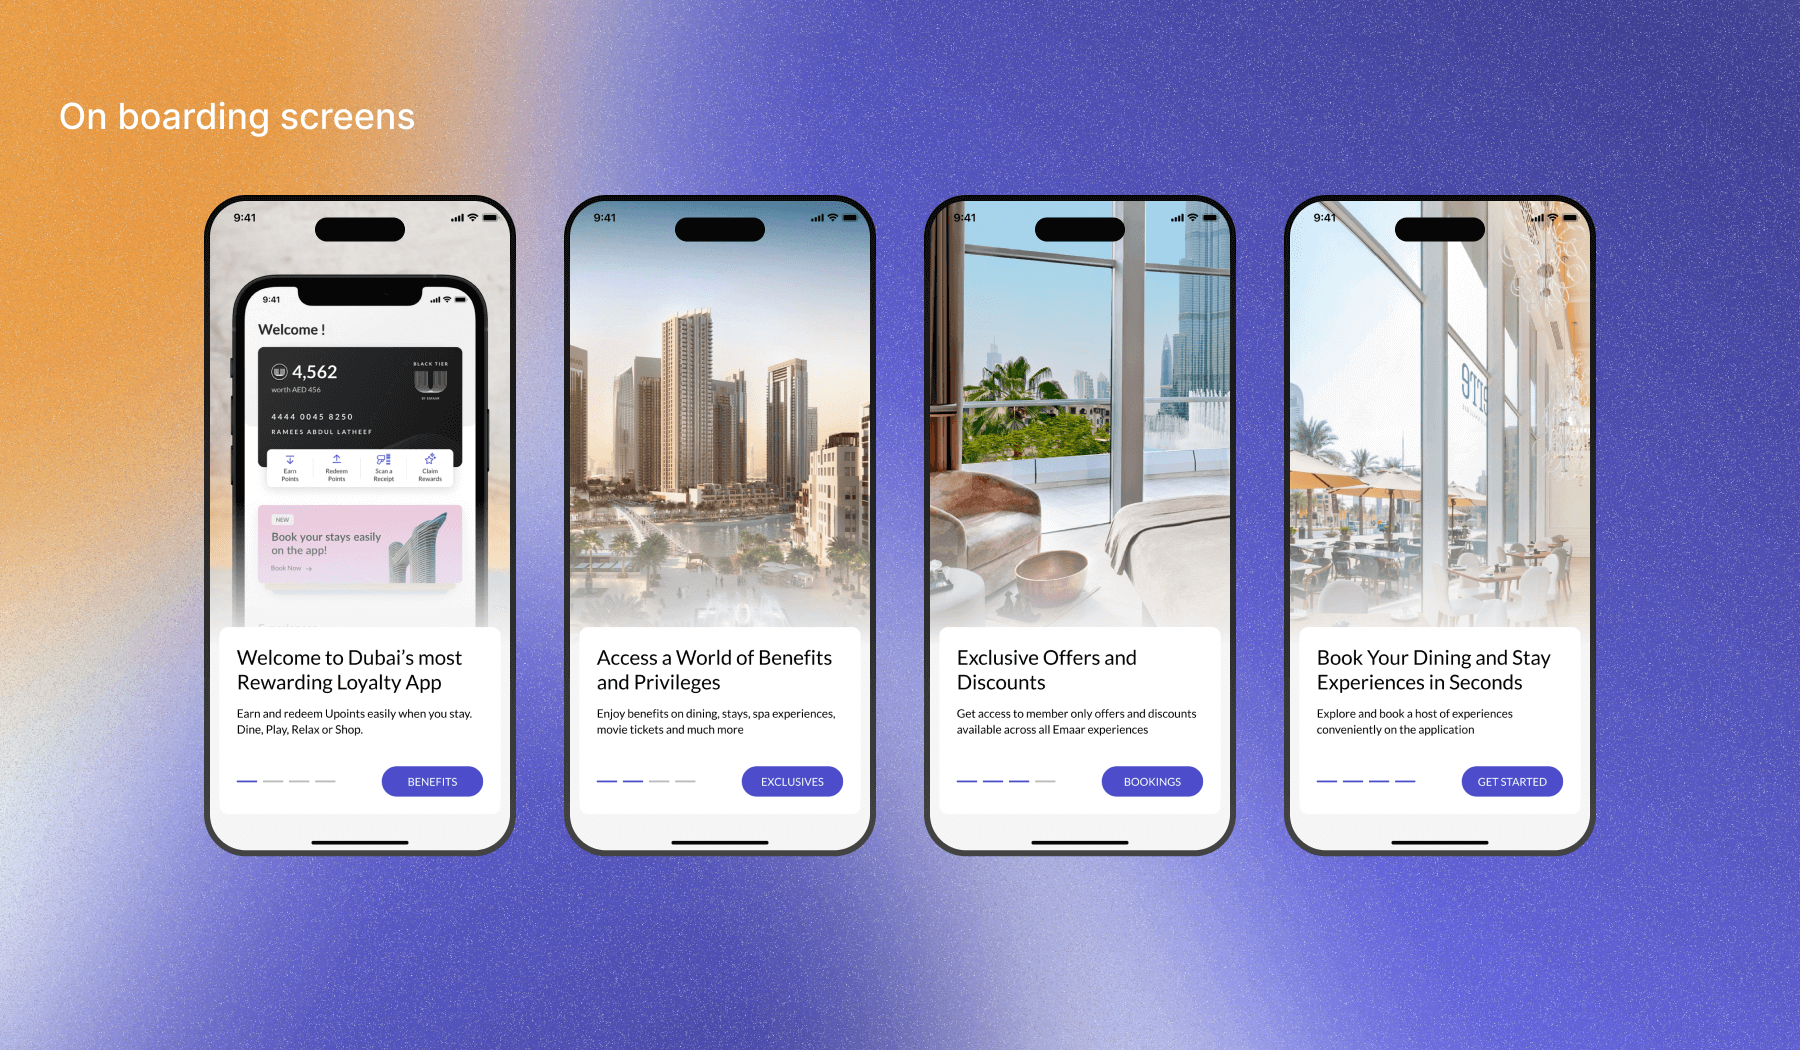 On boarding screens
9:41
9:41
Welcome !
4,562
worth AED 456
BLACK TIER
BY EMAAR
4444 0045 8250
RAMEES ABDUL LATHEEF
Earn
Points
Redeem
Points
Scan a
Receipt
Claim
Rewards
NEW
Book your stays easily
on the app!
Book Now
Welcome to Dubai’s most
Rewarding Loyalty App
Earn and redeem Upoints easily when you stay.
Dine, Play, Relax or Shop.
BENEFITS
9:41
Access a World of Benefits
and Privileges
Enjoy benefits on dining, stays, spa experiences,
movie tickets and much more
EXCLUSIVES
9:41
Exclusive Offers and
Discounts
Get access to member only offers and discounts
available across all Emaar experiences
BOOKINGS
9:41
Book Your Dining and Stay
Experiences in Seconds
Explore and book a host of experiences
conveniently on the application
GET STARTED